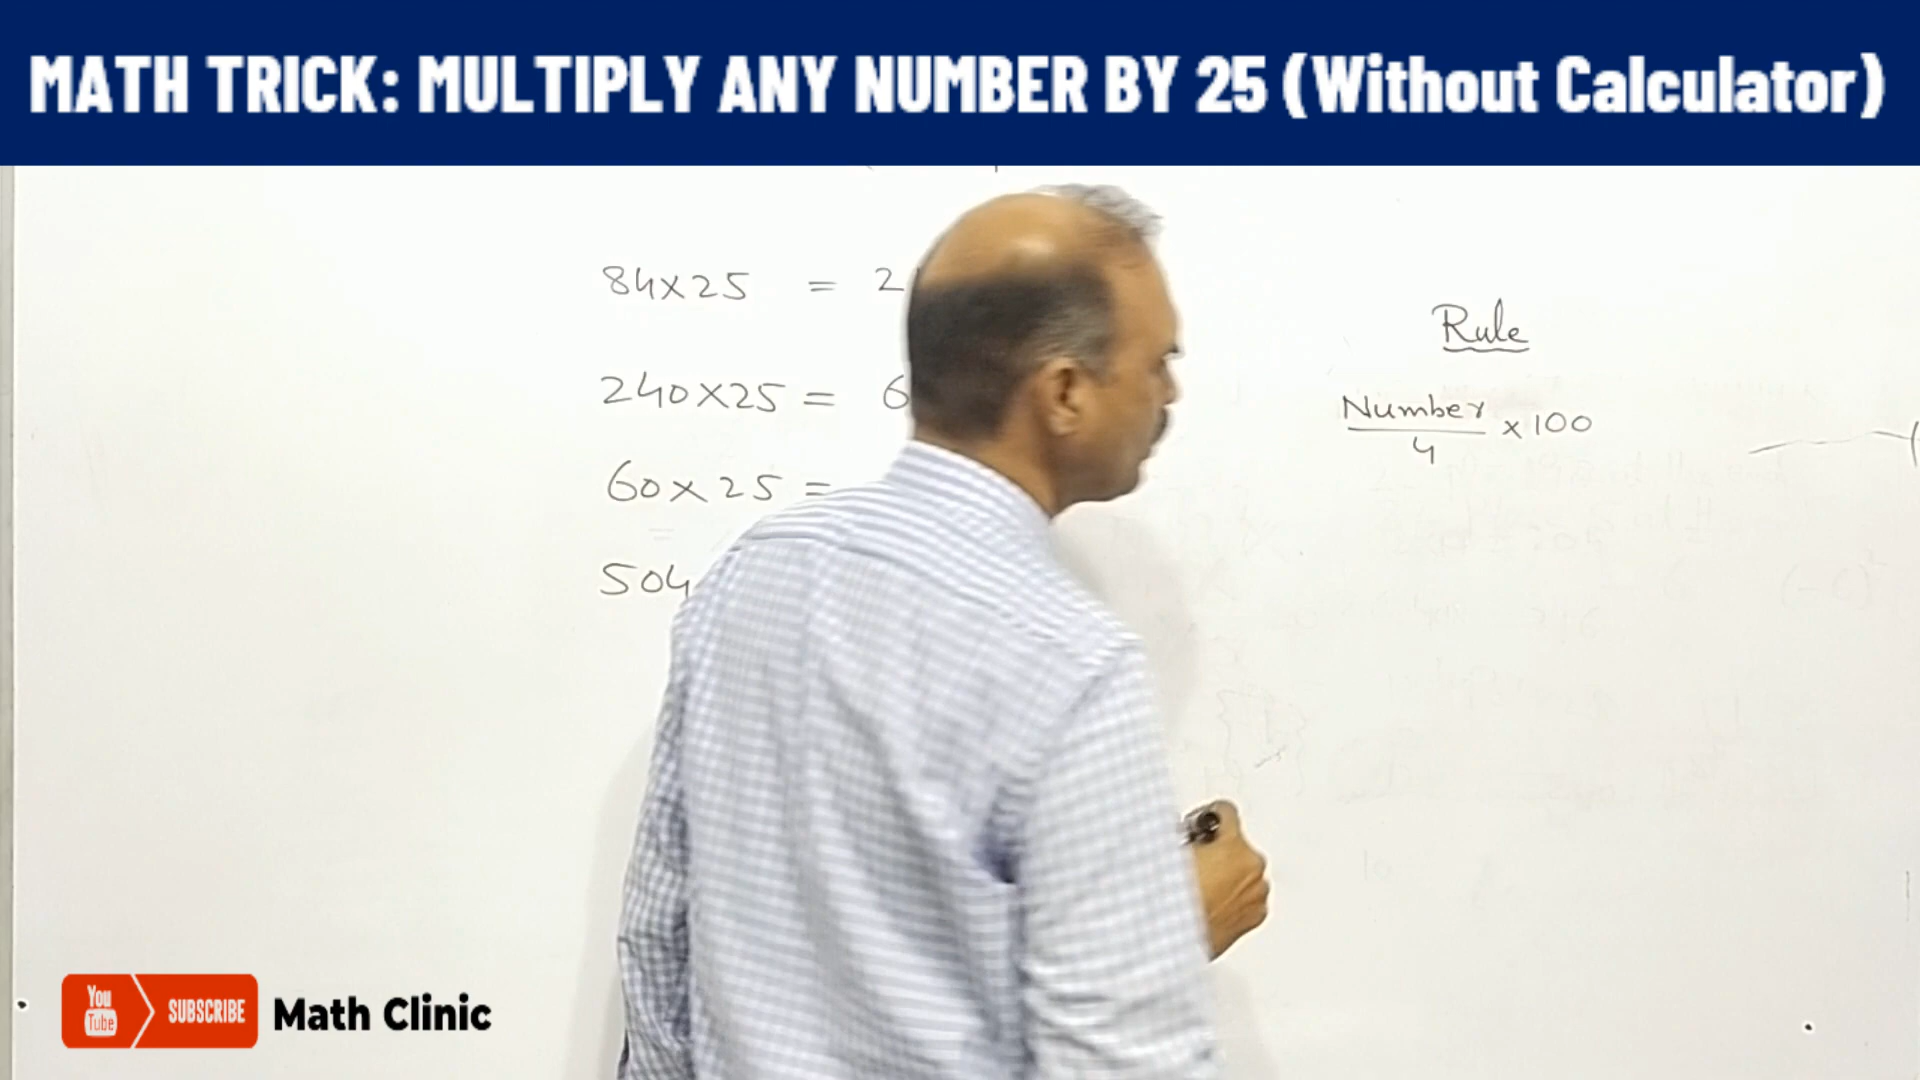 MATH TRICK: MULTIPLY ANY NUMBER BY 25 (Without Calculator)
84x25 = 2
240x25 = 6
60x25 =
504
Rule
Number
4
x 100
You
Tube
SUBSCRIBE
Math Clinic